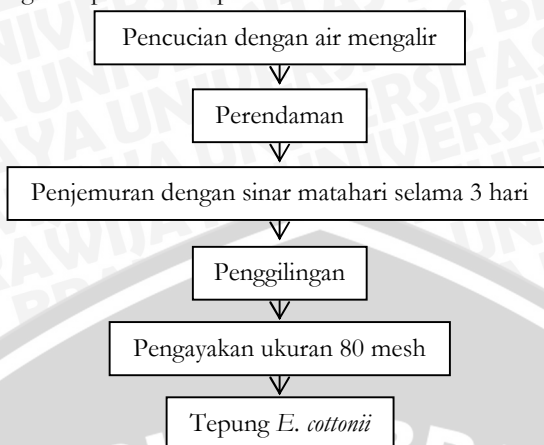 Pencucian dengan air mengalir
Perendaman
Penjemuran dengan sinar matahari selama 3 hari
Penggilingan
Pengayakan ukuran 80 mesh
Tepung E. cottonii